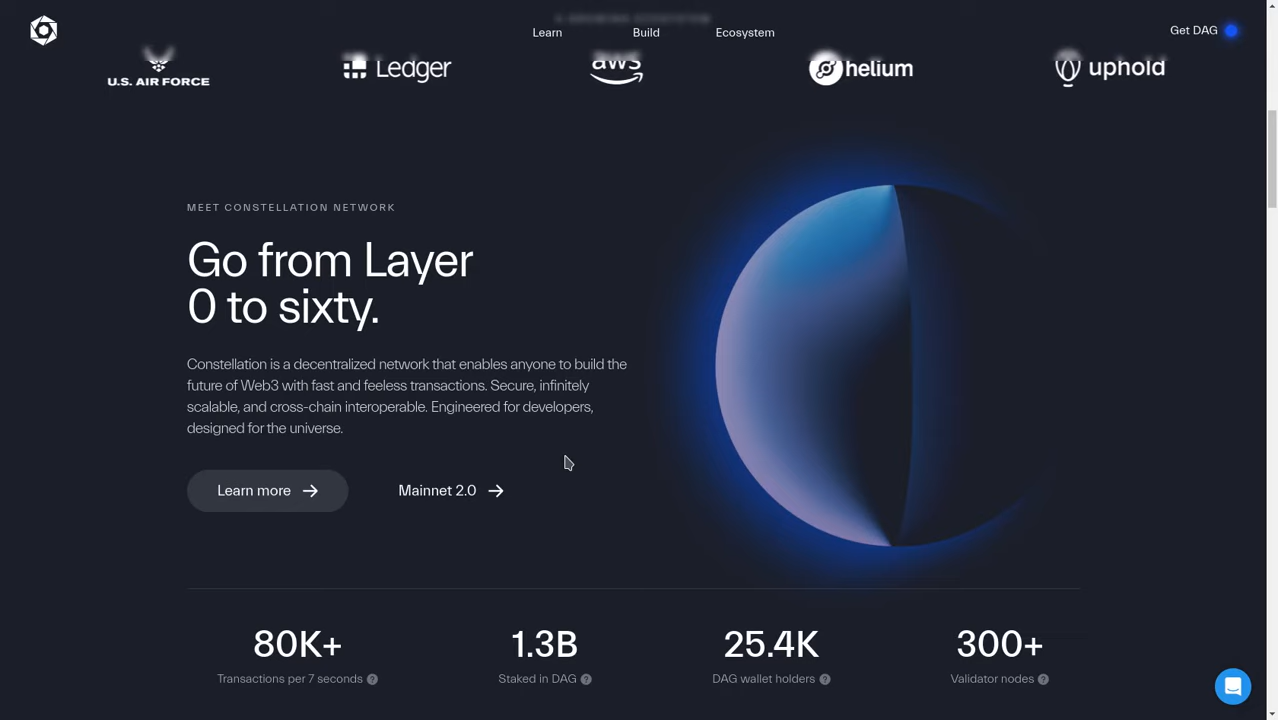 Learn
Build
Ecosystem
Get DAG
U.S. AIR FORCE
Ledger
aws
helium
uphold
MEET CONSTELLATION NETWORK
Go from Layer
0 to sixty.
Constellation is a decentralized network that enables anyone to build the
future of Web3 with fast and feeless transactions. Secure, infinitely
scalable, and cross-chain interoperable. Engineered for developers,
designed for the universe.
Learn more →
Mainnet 2.0 →
80K+
Transactions per 7 seconds ?
1.3B
Staked in DAG ?
25.4K
DAG wallet holders ?
300+
Validator nodes ?